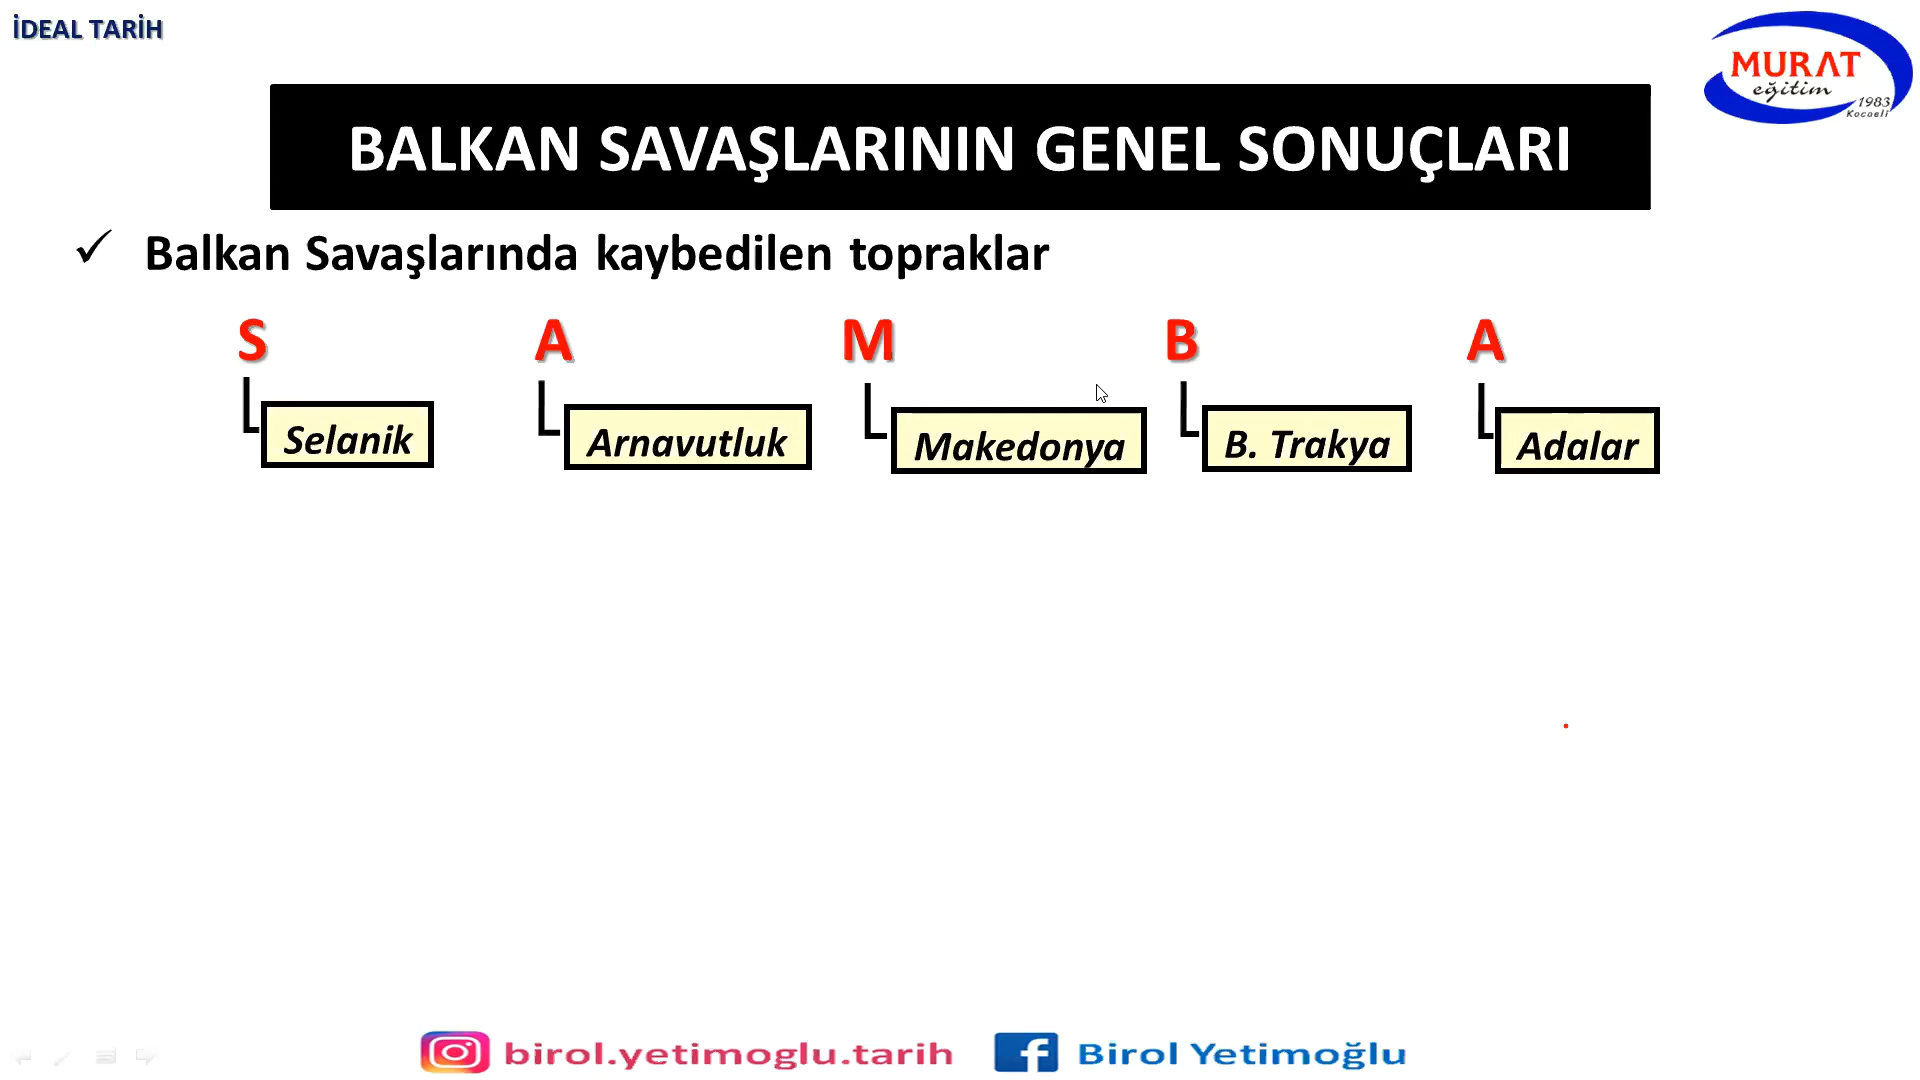 İDEAL TARİH
MURAT
eğitim
1983
Kocaeli
BALKAN SAVAŞLARININ GENEL SONUÇLARI
✓ Balkan Savaşlarında kaybedilen topraklar
S A M B A
Selanik Arnavutluk Makedonya B. Trakya Adalar
birol.yetimoglu.tarih Birol Yetimoğlu